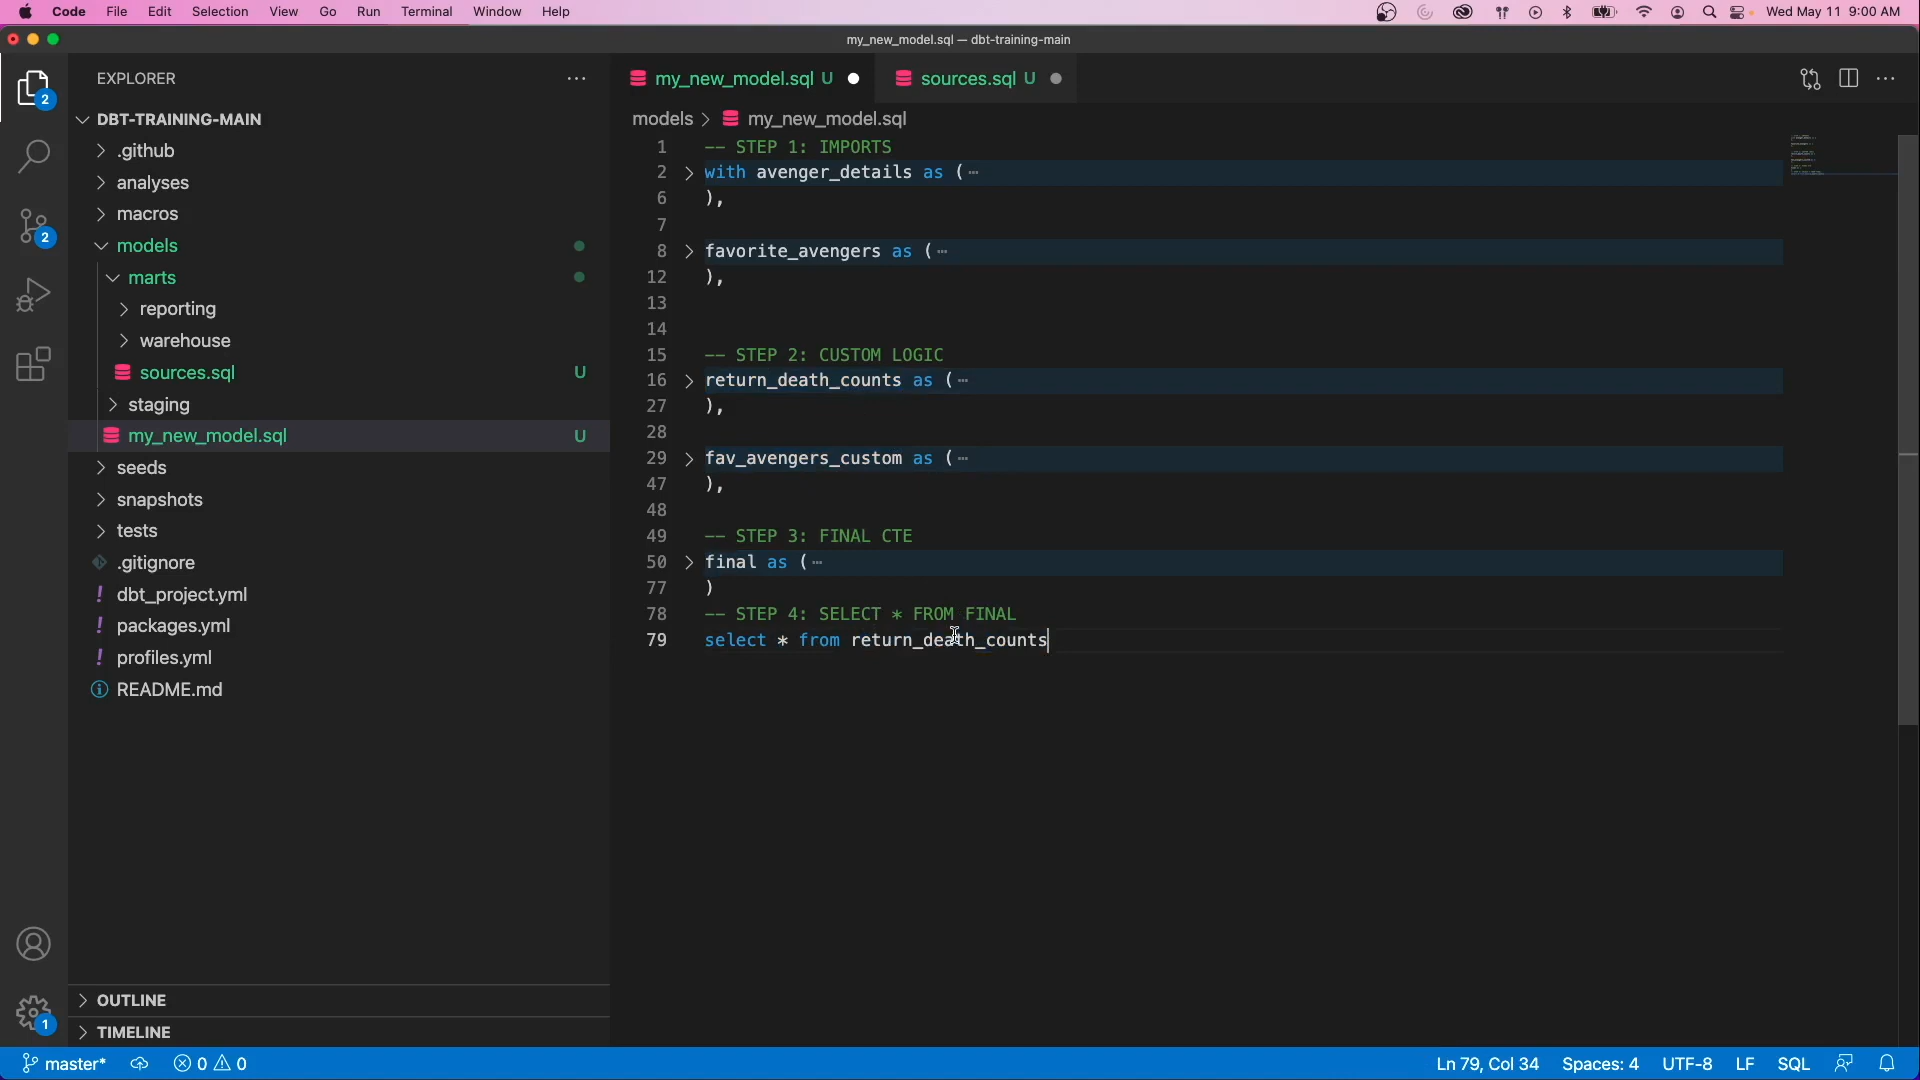 Code File Edit Selection View Go Run Terminal Window Help Wed May 11 9:00 AM
my_new_model.sql — dbt-training-main
EXPLORER
my_new_model.sql U
sources.sql U
models > my_new_model.sql
2
2
1
DBT-TRAINING-MAIN
.github
analyses
macros
models
marts
reporting
warehouse
sources.sql U
staging
my_new_model.sql U
seeds
snapshots
tests
.gitignore
! dbt_project.yml
! packages.yml
! profiles.yml
README.md
OUTLINE
TIMELINE
1 -- STEP 1: IMPORTS
2 with avenger_details as (…
6 ),
7
8 favorite_avengers as (…
12 ),
13
14
15 -- STEP 2: CUSTOM LOGIC
16 return_death_counts as (…
27 ),
28
29 fav_avengers_custom as (…
47 ),
48
49 -- STEP 3: FINAL CTE
50 final as (…
77 )
78 -- STEP 4: SELECT * FROM FINAL
79 select * from return_death_counts
master* 0 0 Ln 79, Col 34 Spaces: 4 UTF-8 LF SQL